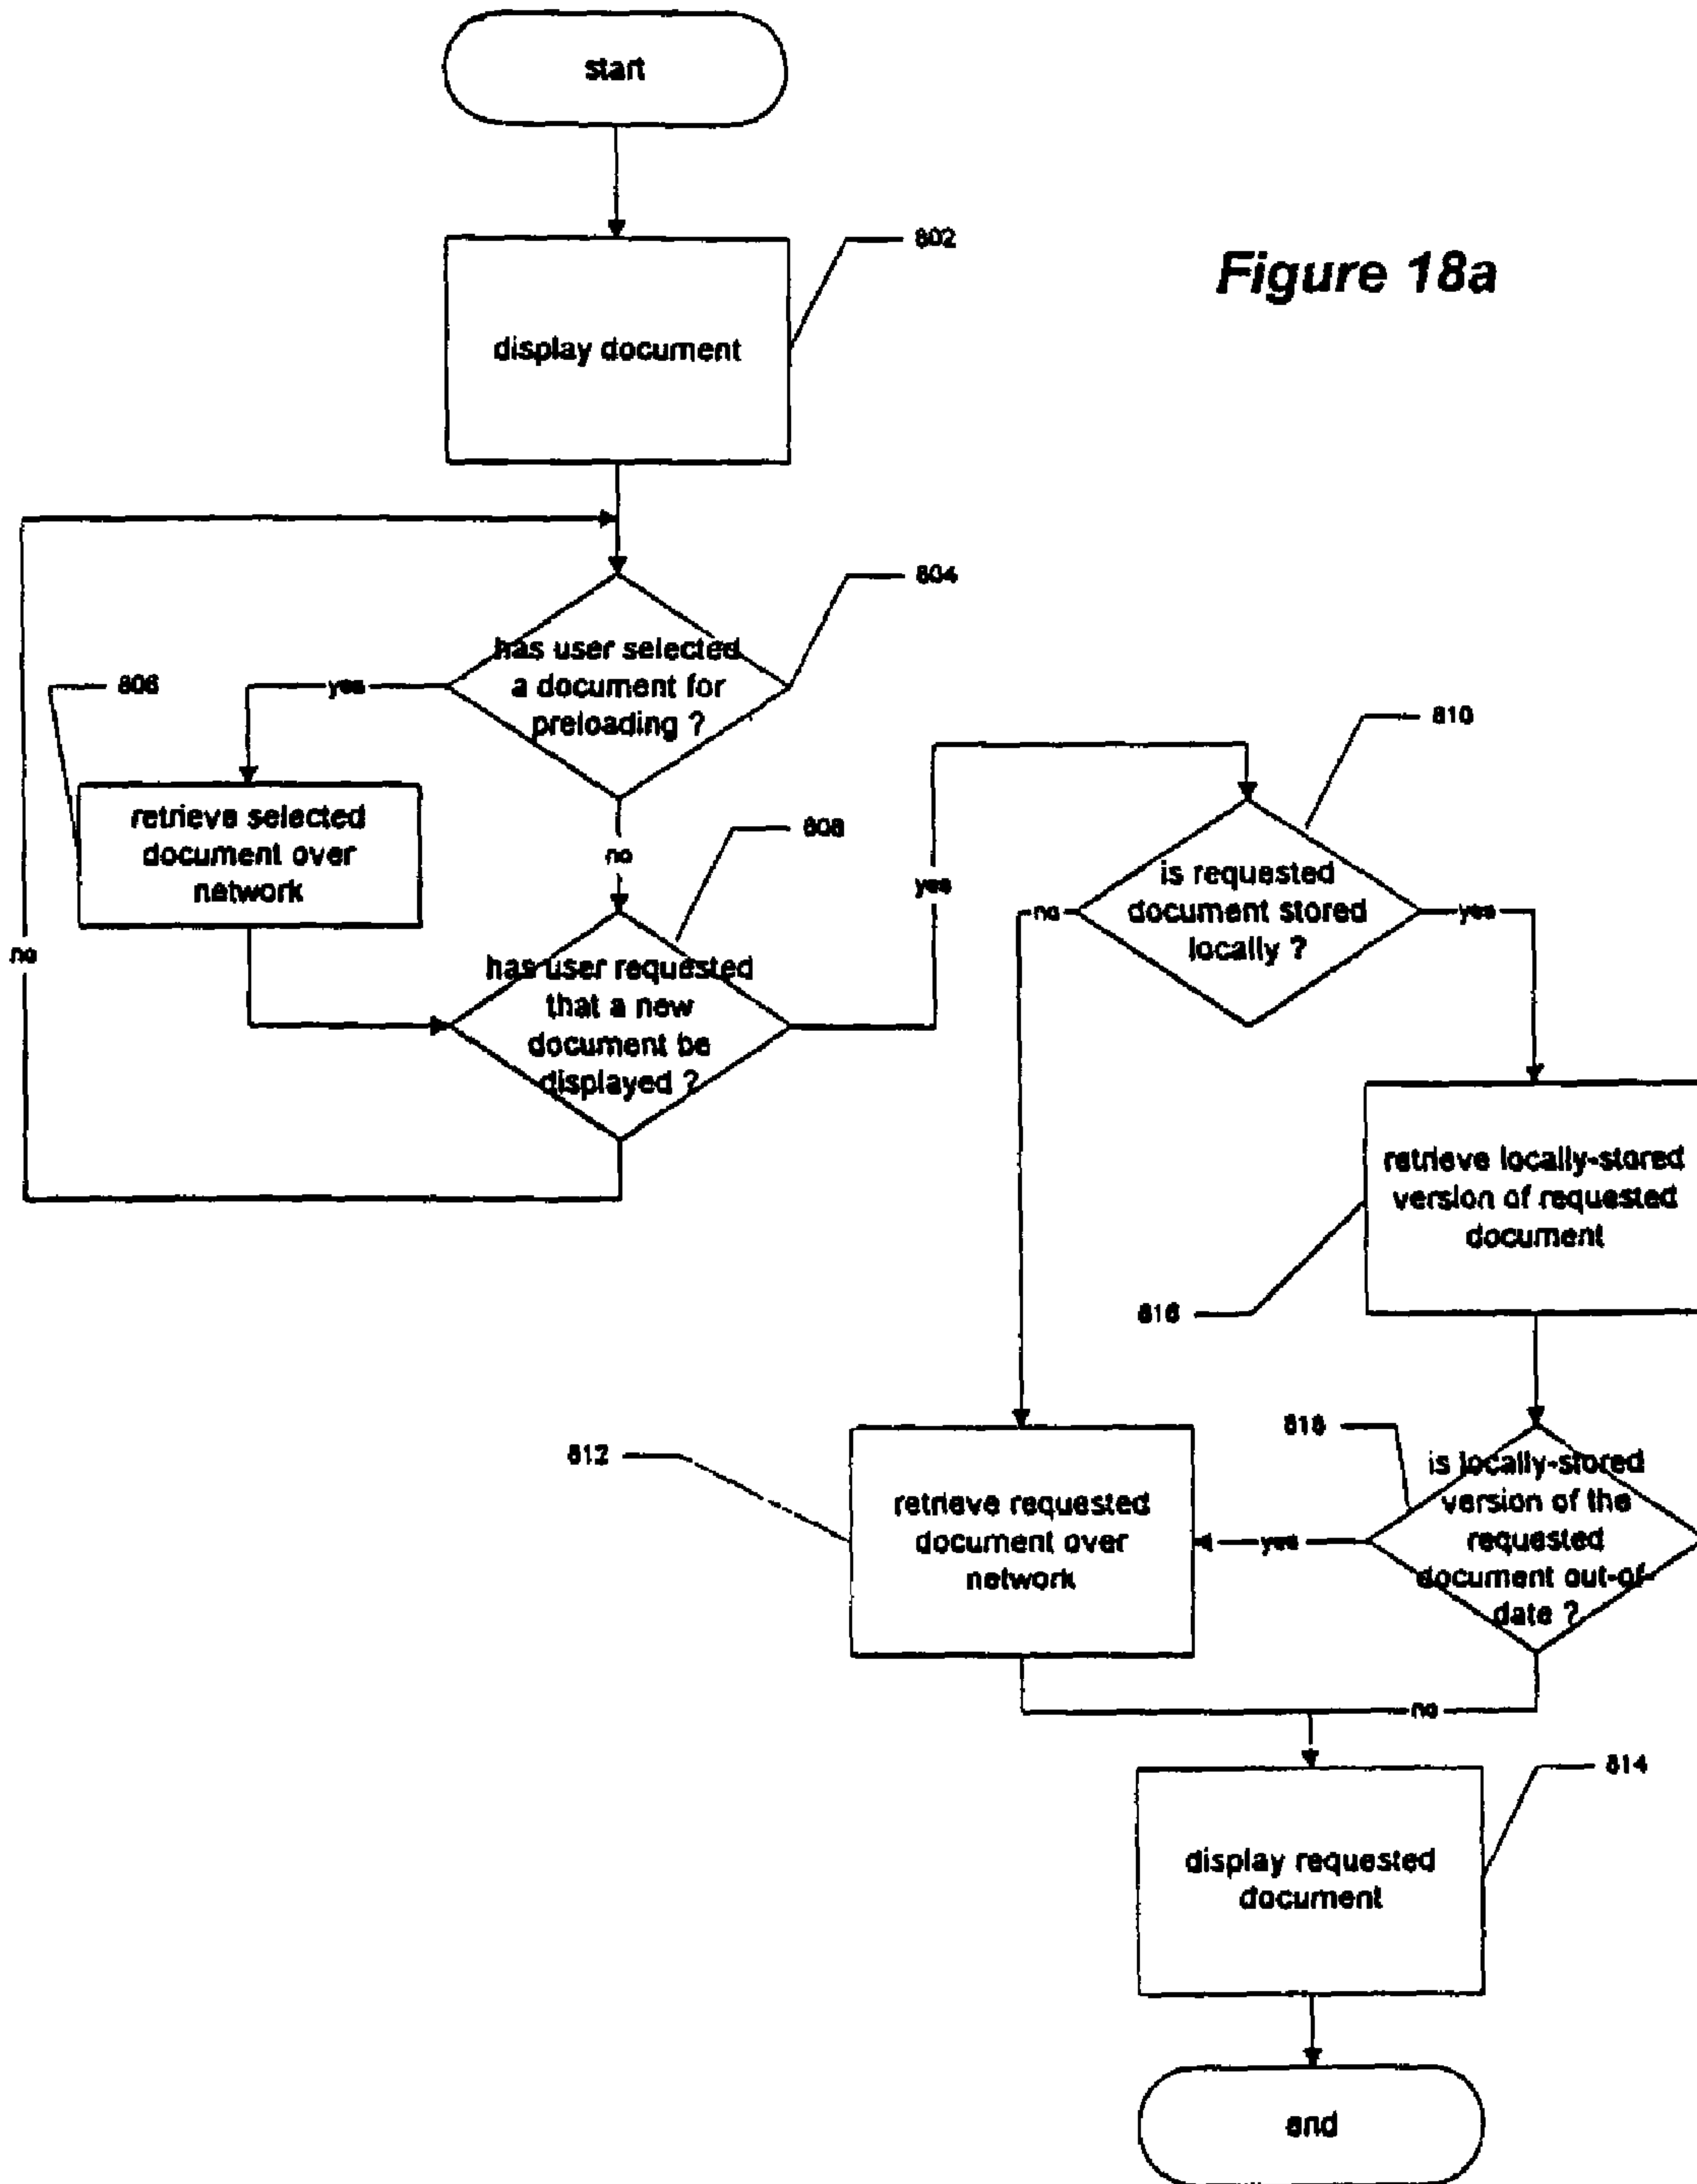 start
802
Figure 18a
display document
804
has user selected
a document for
preloading ?
806
yes
810
retrieve selected
document over
network
no
808
yes
is requested
document stored
locally ?
no
yes
no
has user requested
that a new
document be
displayed ?
retrieve locally-stored
version of requested
document
816
818
is locally-stored
version of the
requested
document out-of-
date ?
812
retrieve requested
document over
network
yes
no
814
display requested
document
end